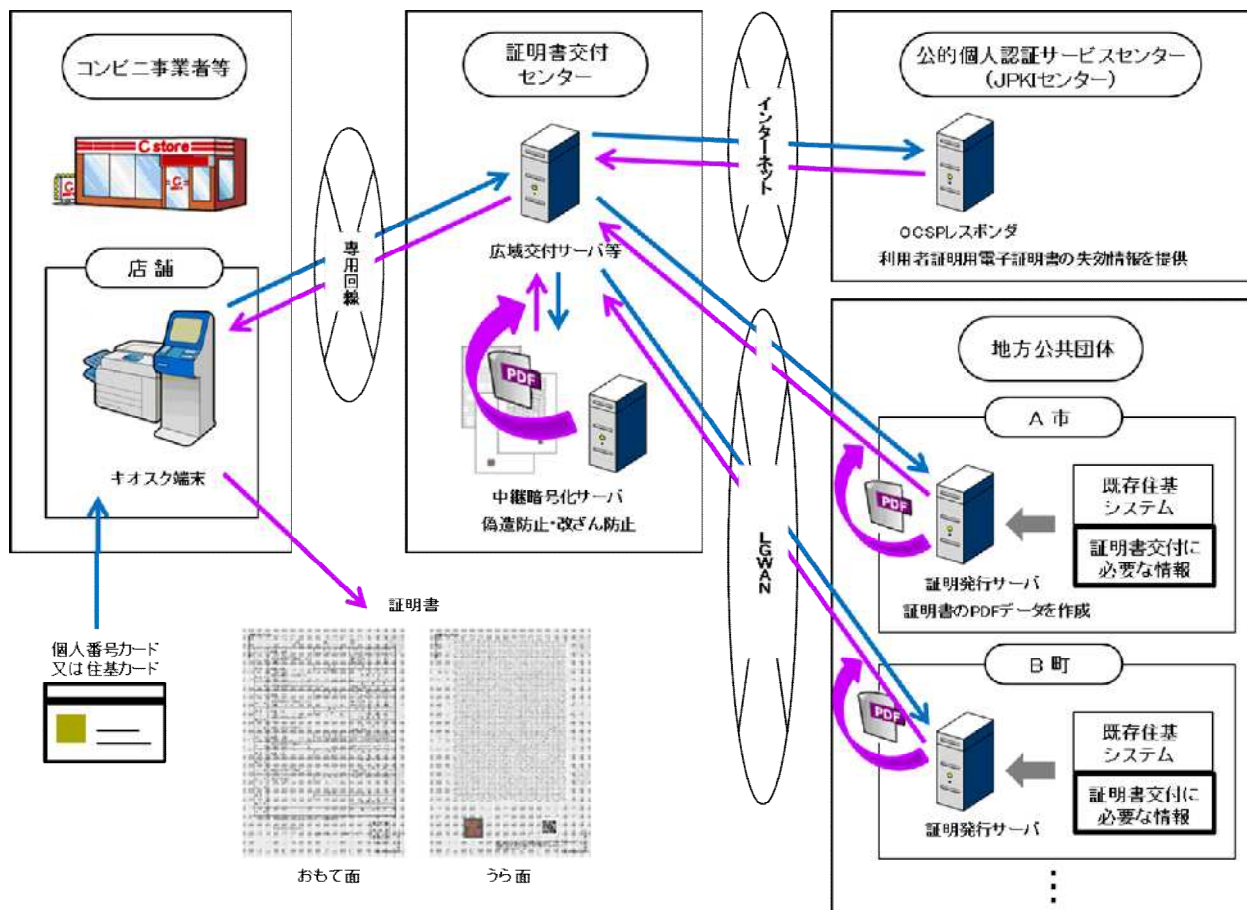 コンビニ事業者等
C store
C
店舗
キオスク端末
個人番号カード
又は住基カード
専用回線
証明書交付
センター
広域交付サーバ等
PDF
中継暗号化サーバ
偽造防止・改ざん防止
証明書
おもて面
うら面
インターネット
LGWAN
公的個人認証サービスセンター
(JPKIセンター)
OCSPレスポンダ
利用者証明用電子証明書の失効情報を提供
地方公共団体
A市
PDF
証明発行サーバ
証明書のPDFデータを作成
既存住基
システム
証明書交付に
必要な情報
B町
PDF
証明発行サーバ
既存住基
システム
証明書交付に
必要な情報